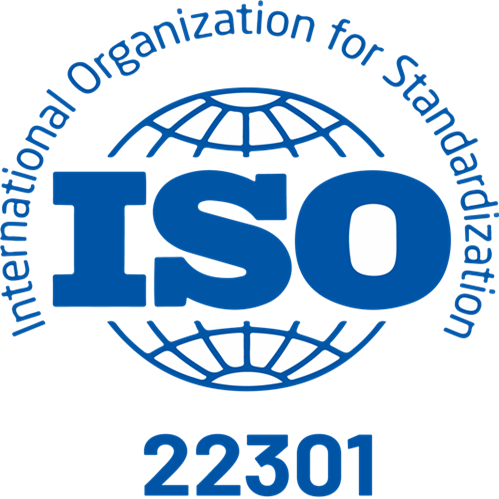 International Organization for Standardization
ISO
22301